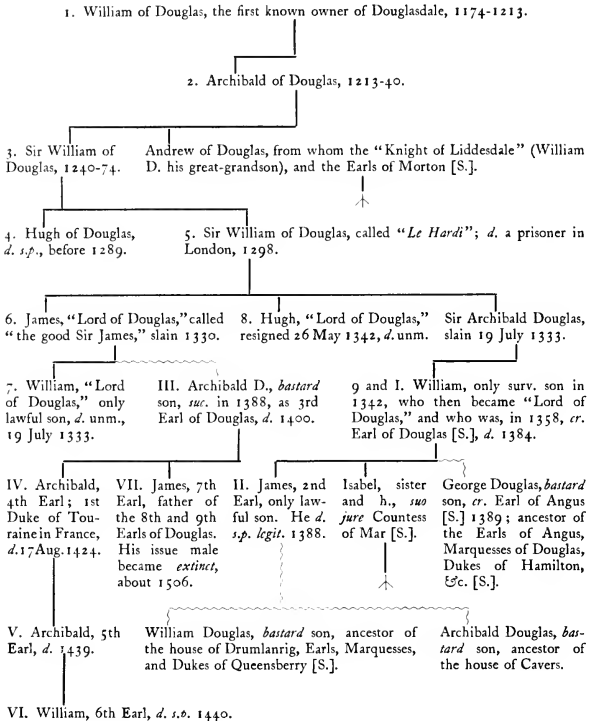 1. William of Douglas, the first known owner of Douglasdale, 1174-1213.
2. Archibald of Douglas, 1213-40.
3. Sir William of
Douglas, 1240-74.
Andrew of Douglas, from whom the "Knight of Liddesdale" (William
D. his great-grandson), and the Earls of Morton [S.].
4. Hugh of Douglas,
d. s.p., before 1289.
5. Sir William of Douglas, called "Le Hardi"; d. a prisoner in
London, 1298.
6. James, "Lord of Douglas," called
"the good Sir James," slain 1330.
8. Hugh, "Lord of Douglas,"
resigned 26 May 1342, d. unm.
Sir Archibald Douglas,
slain 19 July 1333.
7. William, "Lord
of Douglas," only
lawful son, d. unm.,
19 July 1333.
III. Archibald D., bastard
son, suc. in 1388, as 3rd
Earl of Douglas, d. 1400.
9 and I. William, only surv. son in
1342, who then became "Lord of
Douglas," and who was, in 1358, cr.
Earl of Douglas [S.], d. 1384.
IV. Archibald,
4th Earl; 1st
Duke of Tou-
raine in France,
d. 17 Aug. 1424.
VII. James, 7th
Earl, father of
the 8th and 9th
Earls of Douglas.
His issue male
became extinct,
about 1506.
II. James, 2nd
Earl, only law-
ful son. He d.
s.p. legit. 1388.
Isabel, sister
and h., suo
jure Countess
of Mar [S.].
George Douglas, bastard
son, cr. Earl of Angus
[S.] 1389; ancestor of
the Earls of Angus,
Marquesses of Douglas,
Dukes of Hamilton,
&c. [S.].
V. Archibald, 5th
Earl, d. 1439.
William Douglas, bastard son, ancestor of
the house of Drumlanrig, Earls, Marquesses,
and Dukes of Queensberry [S.].
Archibald Douglas, bas-
tard son, ancestor of
the house of Cavers.
VI. William, 6th Earl, d. s.p. 1440.